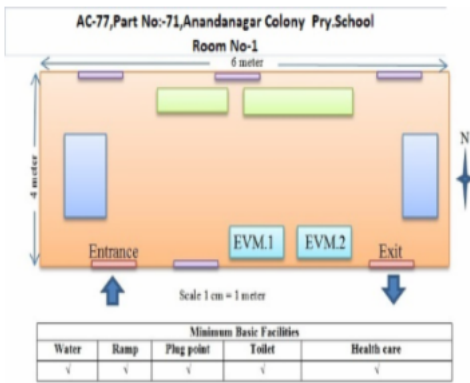 AC-77,Part No:-71,Anandanagar Colony Pry.School
Room No-1
6 meter
4 meter
N
EVM.1 EVM.2
Entrance Exit
Scale 1 cm = 1 meter
Minimum Basic Facilities
Water Ramp Plug point Toilet Health care
√ √ √ √ √